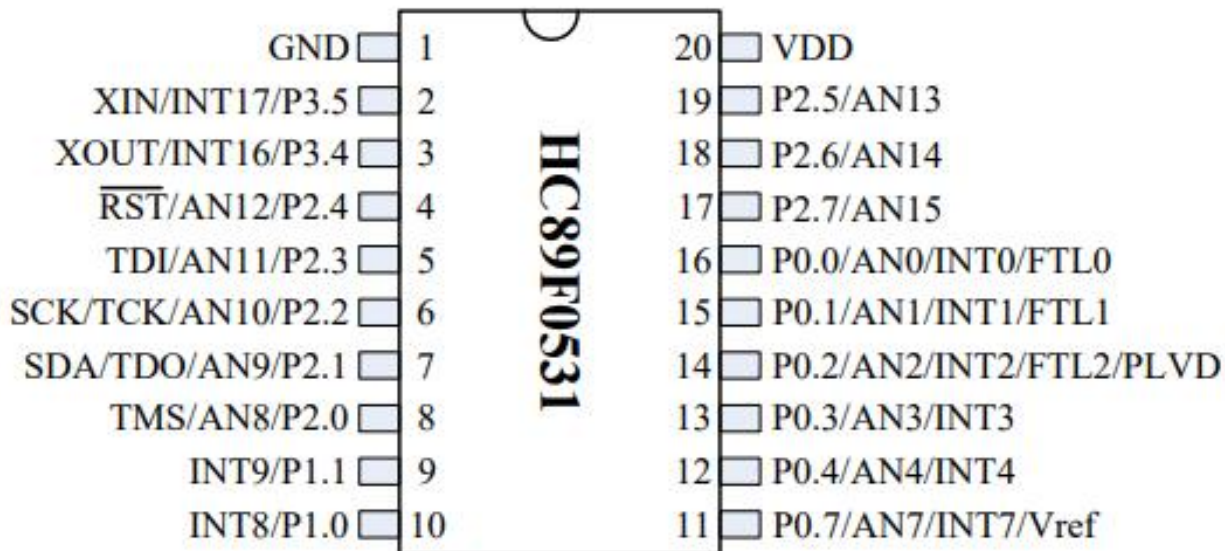 GND 1 20 VDD
XIN/INT17/P3.5 2 19 P2.5/AN13
XOUT/INT16/P3.4 3 18 P2.6/AN14
RST/AN12/P2.4 4 17 P2.7/AN15
TDI/AN11/P2.3 5 16 P0.0/AN0/INT0/FTL0
SCK/TCK/AN10/P2.2 6 15 P0.1/AN1/INT1/FTL1
SDA/TDO/AN9/P2.1 7 14 P0.2/AN2/INT2/FTL2/PLVD
TMS/AN8/P2.0 8 13 P0.3/AN3/INT3
INT9/P1.1 9 12 P0.4/AN4/INT4
INT8/P1.0 10 11 P0.7/AN7/INT7/Vref
HC89F0531